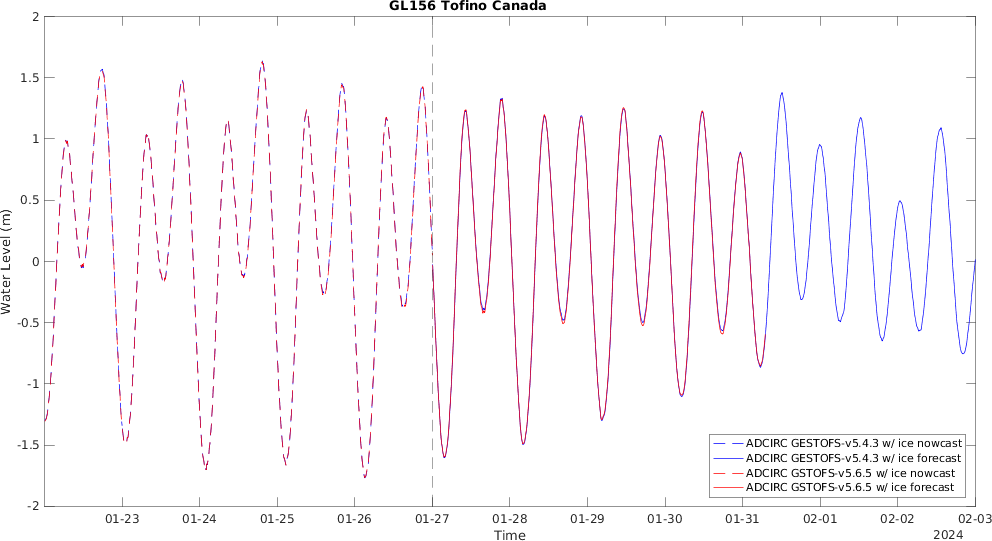 GL156 Tofino Canada
2
1.5
1
0.5
0
-0.5
-1
-1.5
-2
Water Level (m)
ADCIRC GESTOFS-v5.4.3 w/ ice nowcast
ADCIRC GESTOFS-v5.4.3 w/ ice forecast
ADCIRC GSTOFS-v5.6.5 w/ ice nowcast
ADCIRC GSTOFS-v5.6.5 w/ ice forecast
01-23 01-24 01-25 01-26 01-27 01-28 01-29 01-30 01-31 02-01 02-02 02-03
Time
2024